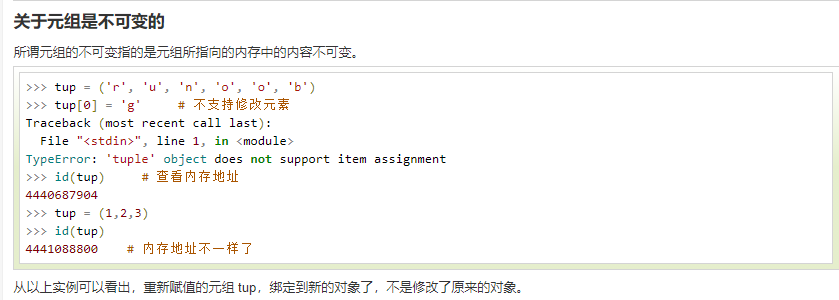 关于元组是不可变的
所谓元组的不可变指的是元组所指向的内存中的内容不可变。
>>> tup = ('r', 'u', 'n', 'o', 'o', 'b')
>>> tup[0] = 'g'     # 不支持修改元素
Traceback (most recent call last):
  File "<stdin>", line 1, in <module>
TypeError: 'tuple' object does not support item assignment
>>> id(tup)     # 查看内存地址
4440687904
>>> tup = (1,2,3)
>>> id(tup)
4441088800    # 内存地址不一样了
从以上实例可以看出，重新赋值的元组 tup，绑定到新的对象了，不是修改了原来的对象。